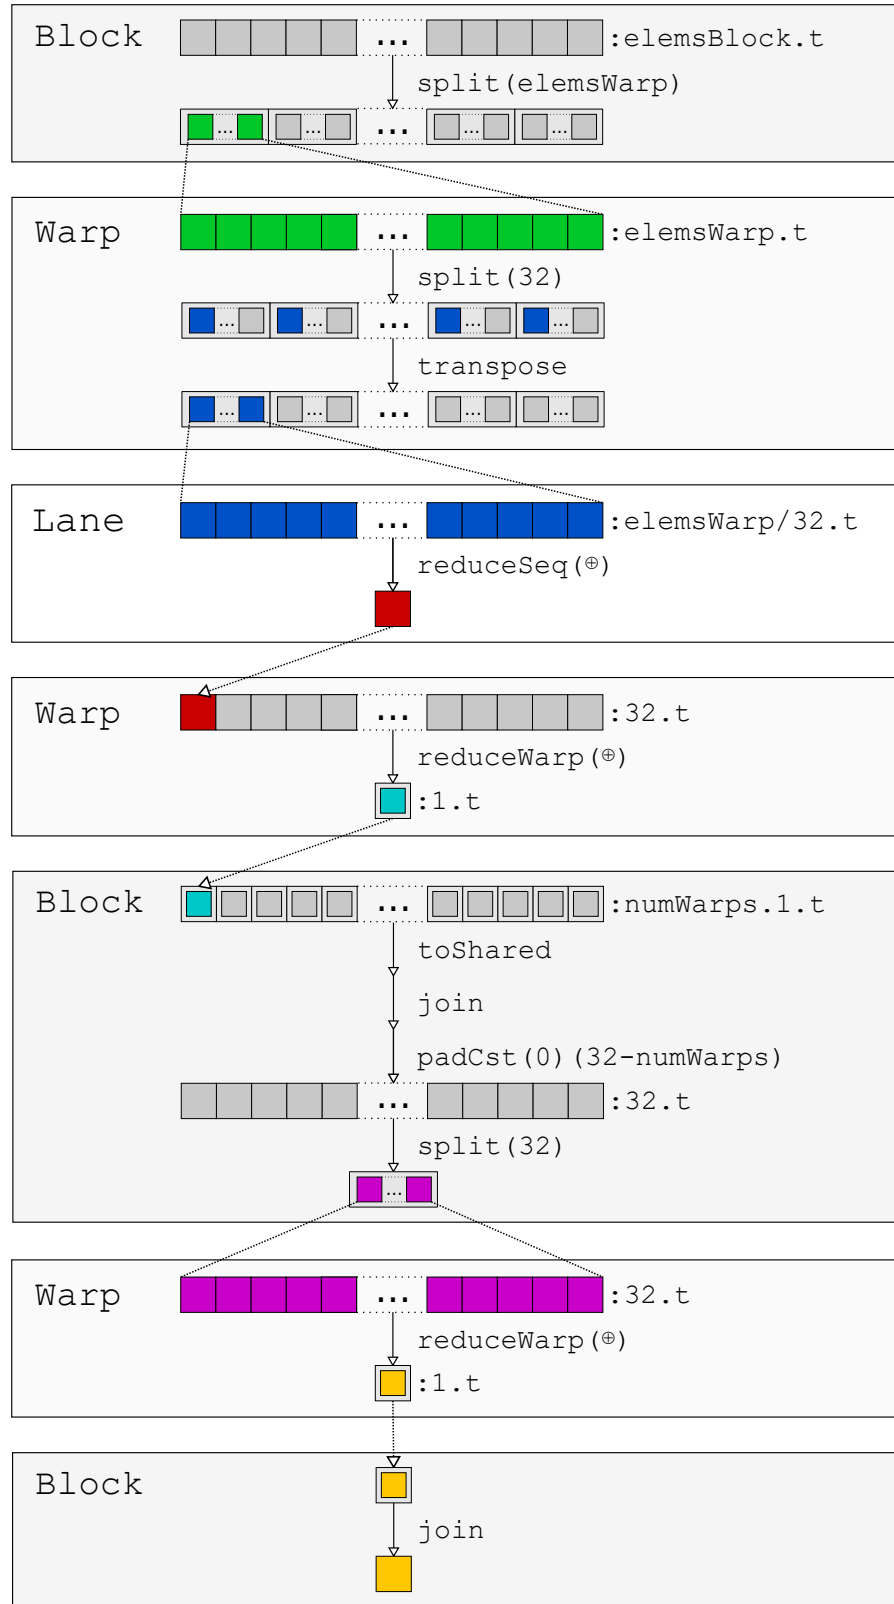 Block ... :elemsBlock.t
split(elemsWarp)
... ... ... ... ...
Warp ... :elemsWarp.t
split(32)
... ... ... ... ...
transpose
... ... ... ... ...
Lane ... :elemsWarp/32.t
reduceSeq(⊕)
Warp ... :32.t
reduceWarp(⊕)
:1.t
Block ... :numWarps.1.t
toShared
join
padCst(0)(32-numWarps)
... :32.t
split(32)
...
Warp ... :32.t
reduceWarp(⊕)
:1.t
Block
join